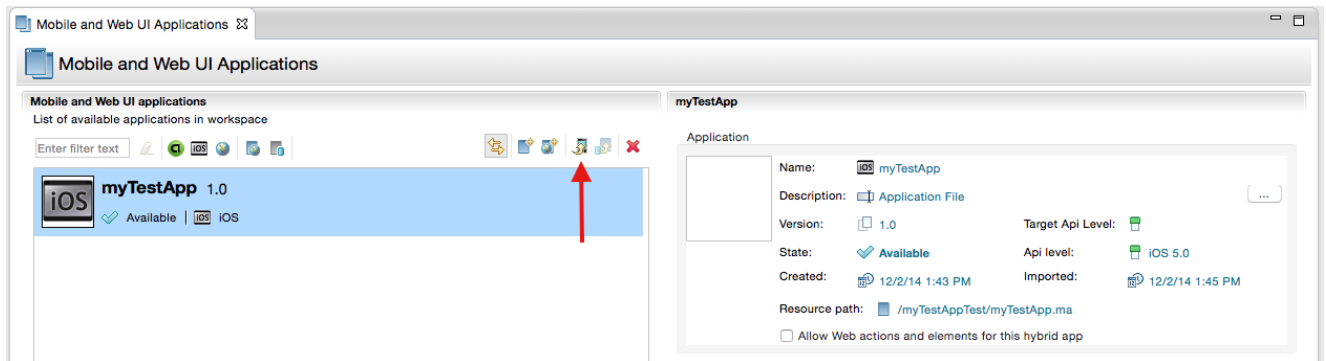 Mobile and Web UI Applications
Mobile and Web UI Applications
Mobile and Web UI applications
List of available applications in workspace
Enter filter text
iOS
iOS
myTestApp 1.0
Available | iOS iOS
myTestApp
Application
Name: iOS myTestApp
Description: Application File
...
Version: 1.0
Target Api Level:
State: Available
Api level: iOS 5.0
Created: 12/2/14 1:43 PM
Imported: 12/2/14 1:45 PM
Resource path: /myTestAppTest/myTestApp.ma
Allow Web actions and elements for this hybrid app